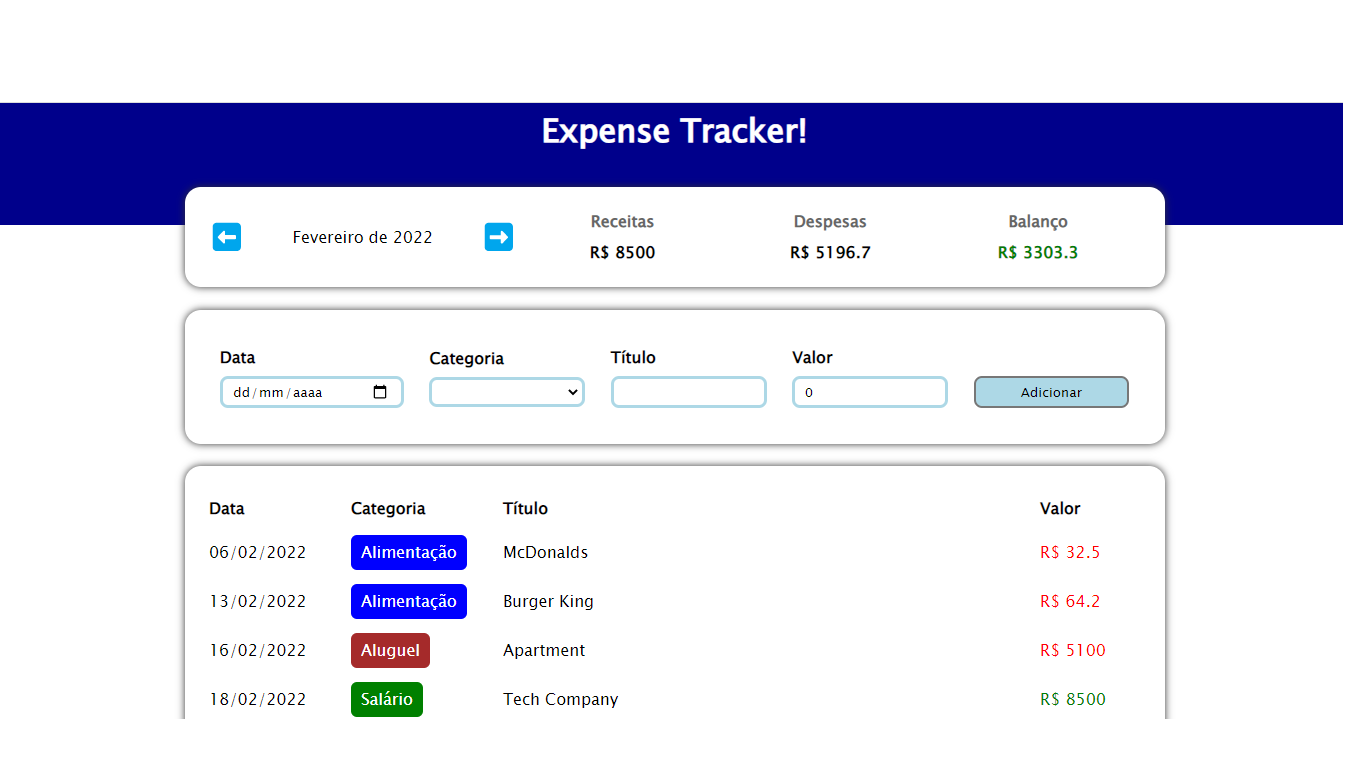 Expense Tracker!
Fevereiro de 2022
Receitas Despesas Balanço
R$ 8500 R$ 5196.7 R$ 3303.3
Data Categoria Título Valor
dd/mm/aaaa 0 Adicionar
Data Categoria Título Valor
06/02/2022 Alimentação McDonalds R$ 32.5
13/02/2022 Alimentação Burger King R$ 64.2
16/02/2022 Aluguel Apartment R$ 5100
18/02/2022 Salário Tech Company R$ 8500